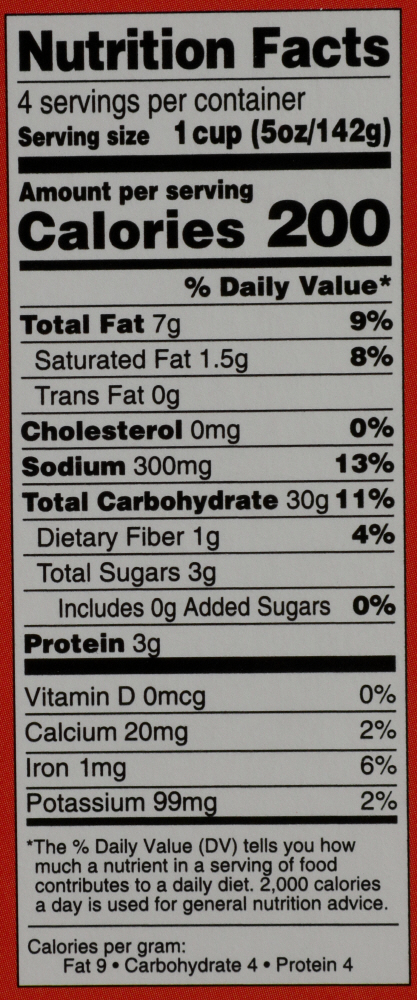 Nutrition Facts
4 servings per container
Serving size 1 cup (5oz/142g)
Amount per serving
Calories 200
% Daily Value*
Total Fat 7g 9%
Saturated Fat 1.5g 8%
Trans Fat 0g
Cholesterol 0mg 0%
Sodium 300mg 13%
Total Carbohydrate 30g 11%
Dietary Fiber 1g 4%
Total Sugars 3g
Includes 0g Added Sugars 0%
Protein 3g
Vitamin D 0mcg 0%
Calcium 20mg 2%
Iron 1mg 6%
Potassium 99mg 2%
*The % Daily Value (DV) tells you how
much a nutrient in a serving of food
contributes to a daily diet. 2,000 calories
a day is used for general nutrition advice.
Calories per gram:
Fat 9 • Carbohydrate 4 • Protein 4